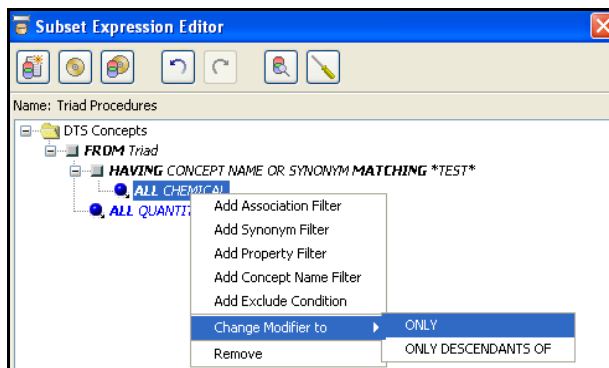 Subset Expression Editor
Name: Triad Procedures
DTS Concepts
FROM Triad
HAVING CONCEPT NAME OR SYNONYM MATCHING *TEST*
ALL CHEMICAL
ALL QUANTIT
Add Association Filter
Add Synonym Filter
Add Property Filter
Add Concept Name Filter
Add Exclude Condition
Change Modifier to
ONLY
ONLY DESCENDANTS OF
Remove